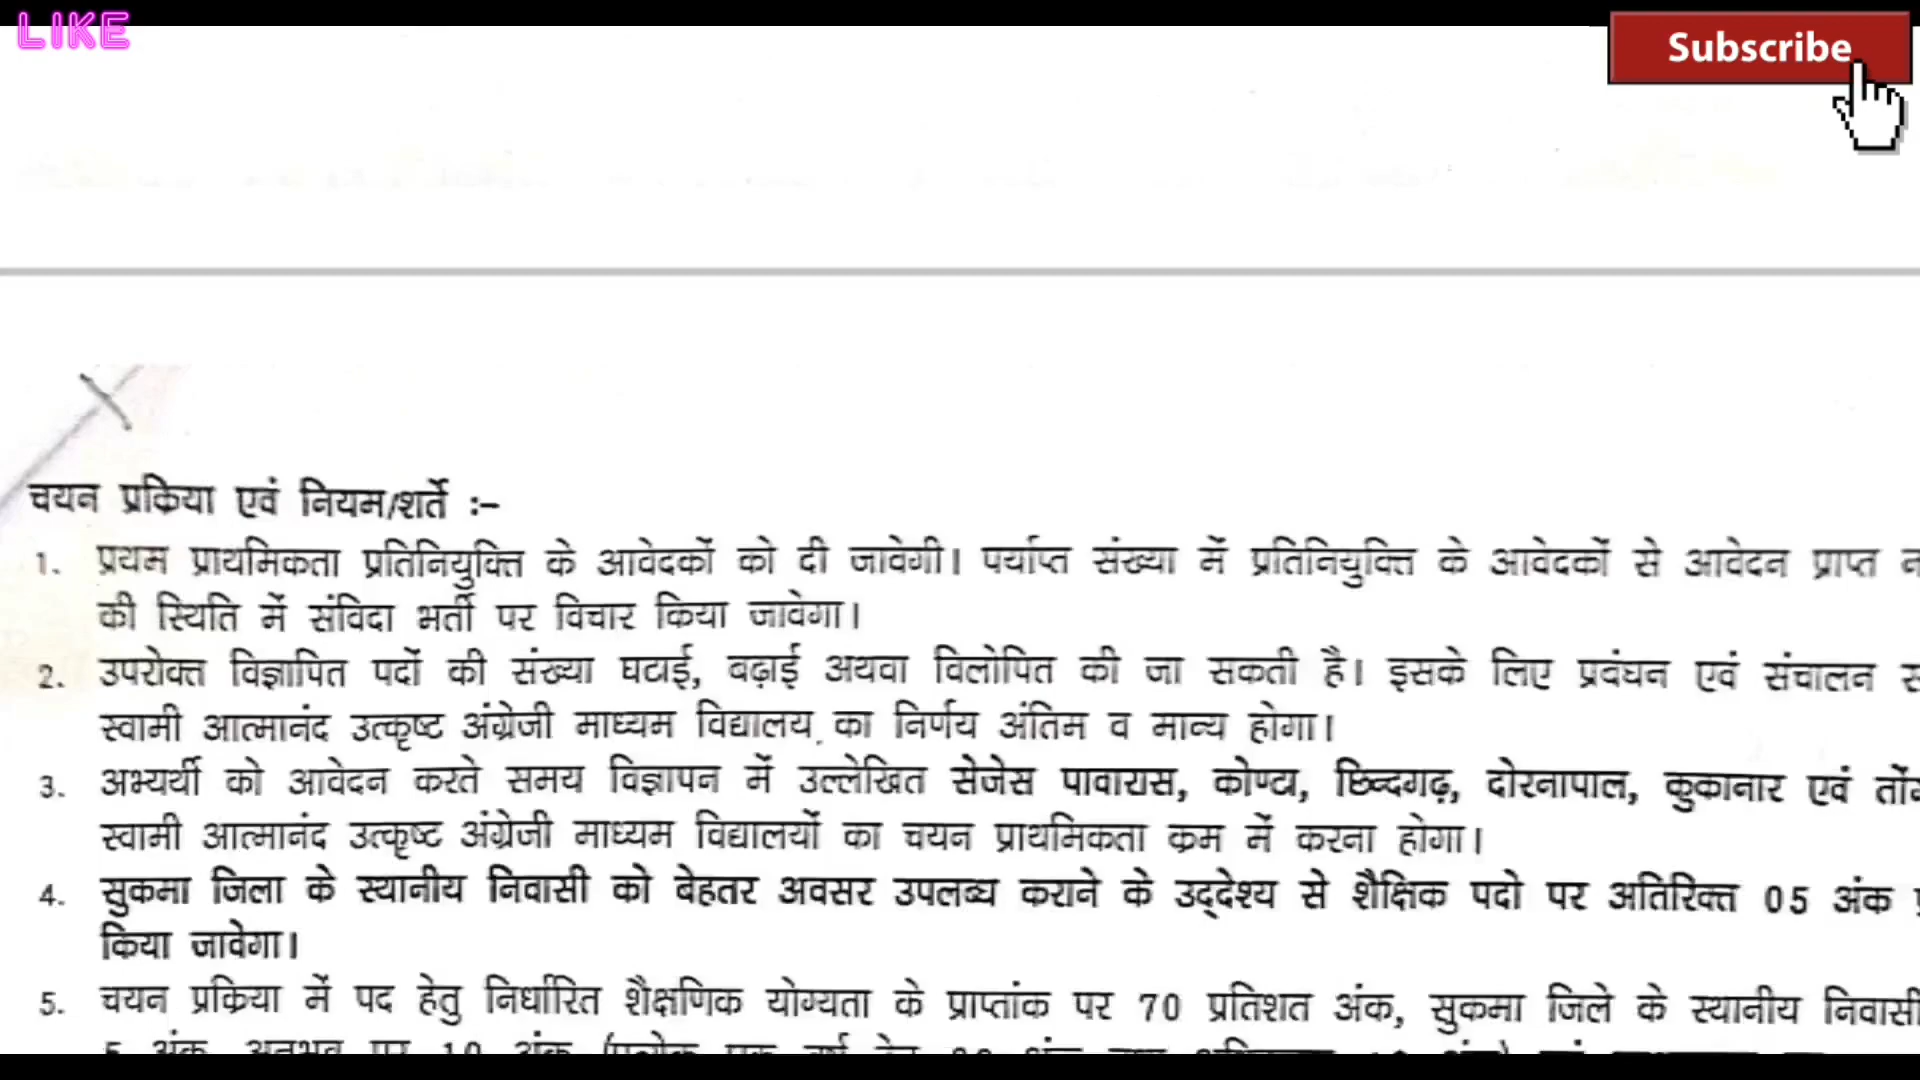 LIKE
Subscribe
चयन प्रकिया एवं नियम/शर्ते :–
1. प्रथम प्राथमिकता प्रतिनियुक्ति के आवेदकों को दी जावेगी। पर्याप्त संख्या में प्रतिनियुक्ति के आवेदकों से आवेदन प्राप्त
की स्थिति में संविदा भर्ती पर विचार किया जावेगा।
2. उपरोक्त विज्ञापित पदों की संख्या घटाई, बढ़ाई अथवा विलोपित की जा सकती है। इसके लिए प्रवंघन एवं संचालन
स्वामी आत्मानंद उत्कृष्ट अंग्रेजी माध्यम विद्यालय का निर्णय अंतिम व मान्य होगा।
3. अभ्यर्थी को आवेदन करते समय विज्ञापन में उल्लेखित सेजेस पावारास, कोण्टा, छिन्दगढ़, दोरनापाल, कुकानार एवं
स्वामी आत्मानंद उत्कृष्ट अंग्रेजी माध्यम विद्यालयों का चयन प्राथमिकता क्रम में करना होगा।
4. सुकमा जिला के स्थानीय निवासी को बेहतर अवसर उपलब्ध कराने के उद्देश्य से शैक्षिक पदो पर अतिरिक्त 05 अंक
किया जावेगा।
5. चयन प्रकिया में पद हेतु निर्धारित शैक्षणिक योग्यता के प्राप्तांक पर 70 प्रतिशत अंक, सुकमा जिले के स्थानीय निवासी